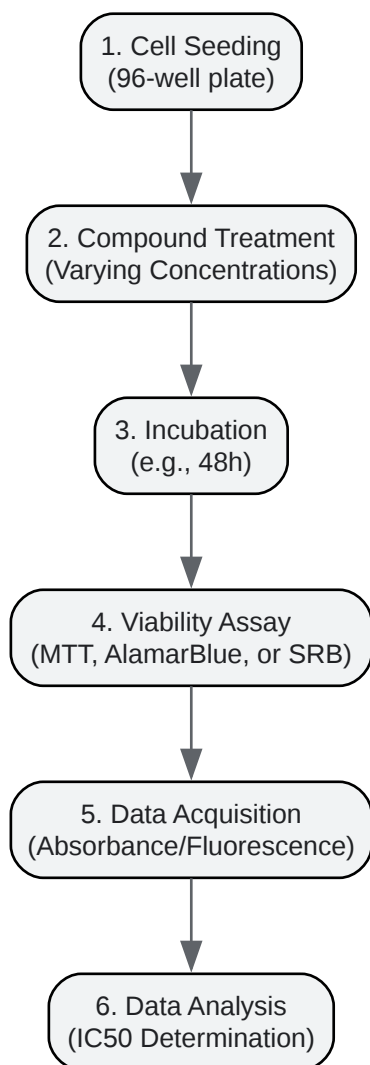 1. Cell Seeding
(96-well plate)
2. Compound Treatment
(Varying Concentrations)
3. Incubation
(e.g., 48h)
4. Viability Assay
(MTT, AlamarBlue, or SRB)
5. Data Acquisition
(Absorbance/Fluorescence)
6. Data Analysis
(IC50 Determination)